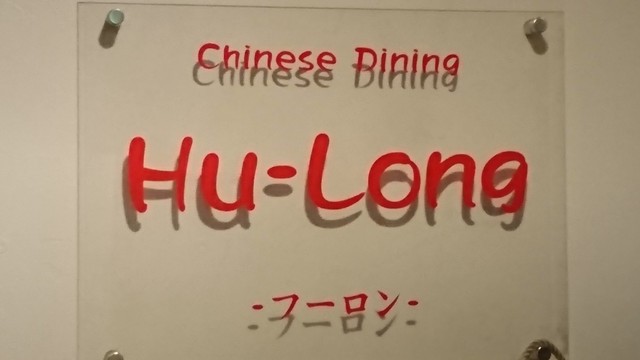 Chinese Dining
Hu-Long
-フーロン-